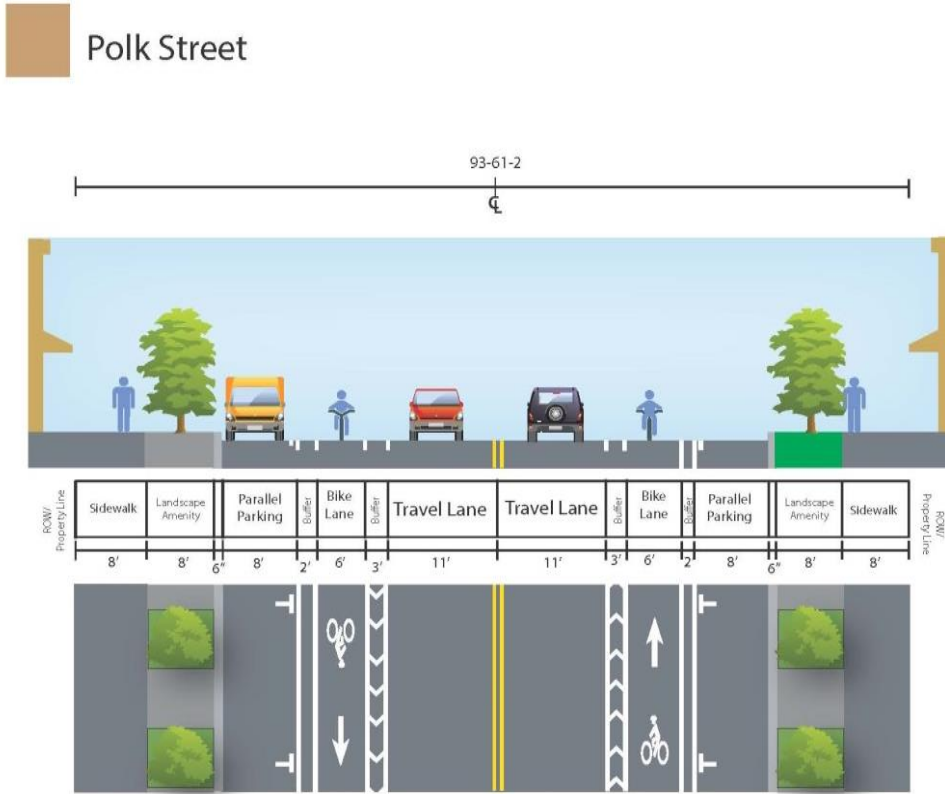 Polk Street
93-61-2
℄
ROW/
Property Line
Sidewalk
Landscape
Amenity
Parallel
Parking
Buffer
Bike
Lane
Buffer
Travel Lane
Travel Lane
Buffer
Bike
Lane
Buffer
Parallel
Parking
Landscape
Amenity
Sidewalk
ROW/
Property Line
8' 8' 6" 8' 2' 6' 3' 11' 11' 3' 6' 2' 8' 6" 8' 8'